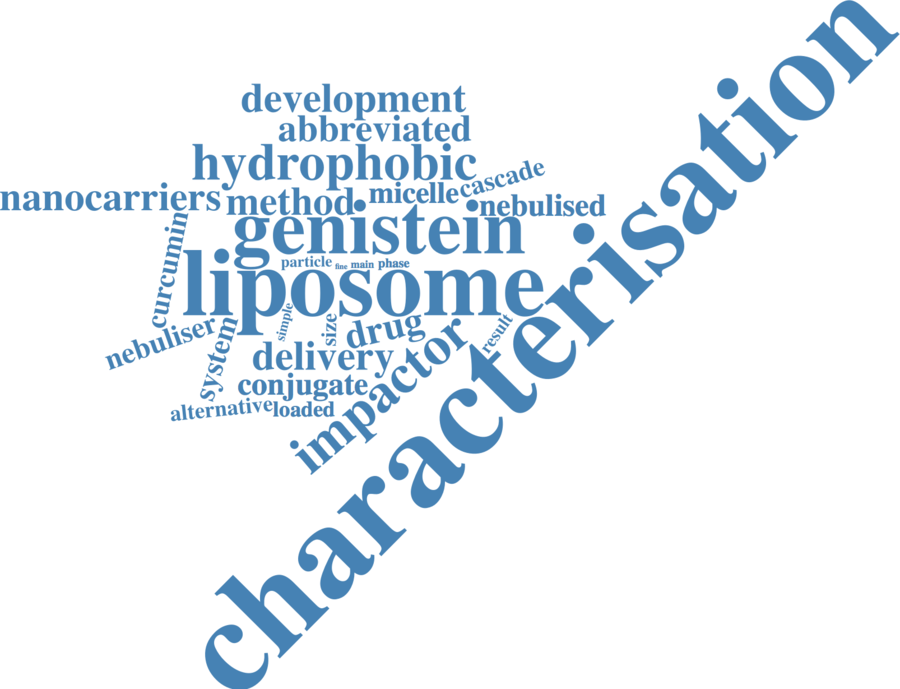 characterisation
development
abbreviated
hydrophobic
cascade
micelle
nanocarriers
method
nebulised
genistein
curcumin
particle
fine
main
phase
liposome
simple
size
drug
result
nebuliser
system
delivery
impactor
conjugate
alternative
loaded